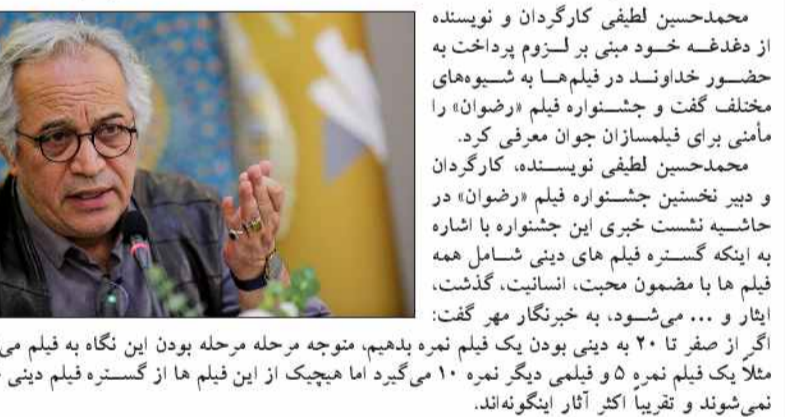 محمدحسین لطیفی کارگردان و نویسنده
از دغدغه خود مبنی بر لزوم پرداخت به
حضور خداوند در فیلم‌ها به شیوه‌های
مختلف گفت و جشنواره فیلم «رضوان» را
مأمنی برای فیلمسازان جوان معرفی کرد.
محمدحسین لطیفی نویسنده، کارگردان
و دبیر نخستین جشنواره فیلم «رضوان» در
حاشیه نشست خبری این جشنواره با اشاره
به اینکه گستره فیلم های دینی شامل همه
فیلم ها با مضمون محبت، انسانیت، گذشت،
ایثار و ... می‌شود، به خبرنگار مهر گفت:
اگر از صفر تا ۲۰ به دینی بودن یک فیلم نمره بدهیم، متوجه مرحله مرحله بودن این نگاه به فیلم می
مثلاً یک فیلم نمره ۵ و فیلمی دیگر نمره ۱۰ می‌گیرد اما هیچیک از این فیلم ها از گستره فیلم دینی
نمی‌شوند و تقریباً اکثر آثار اینگونه‌اند.